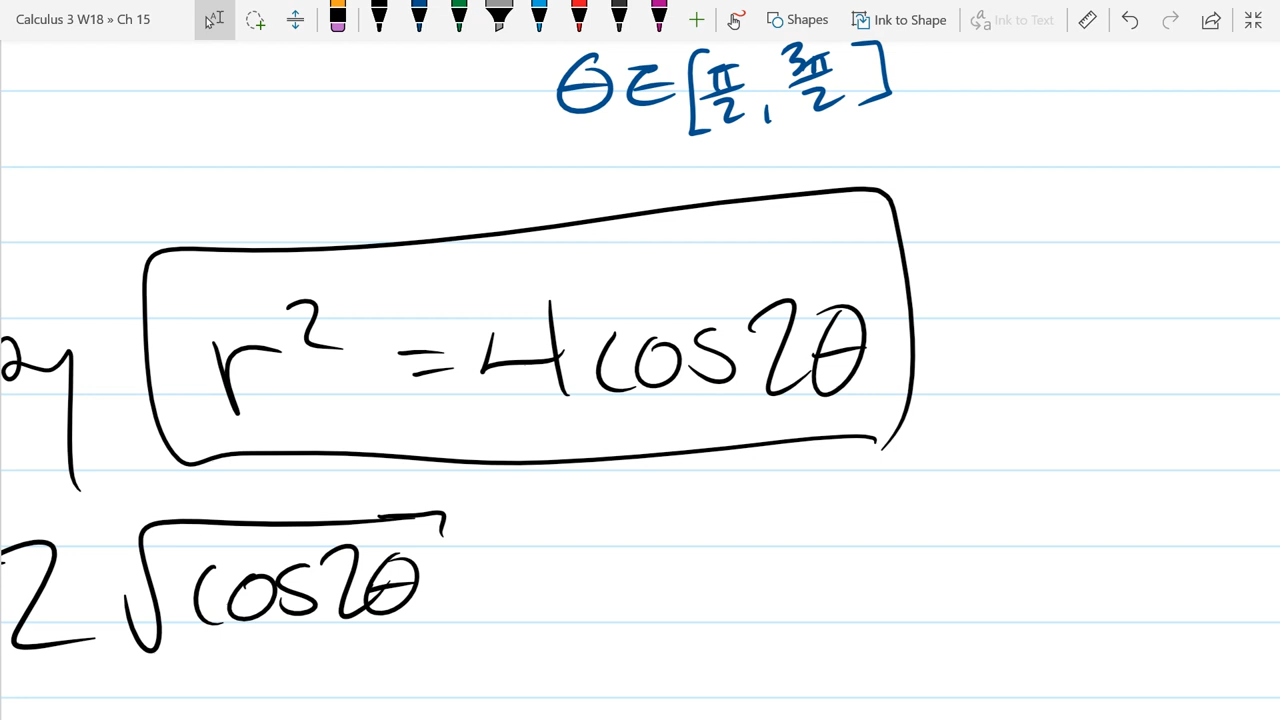 Calculus 3 W18 » Ch 15
Shapes
Ink to Shape
Ink to Text
θ ∈ [π/2, 3π/2]
r² = 4cos2θ
2√cos2θ